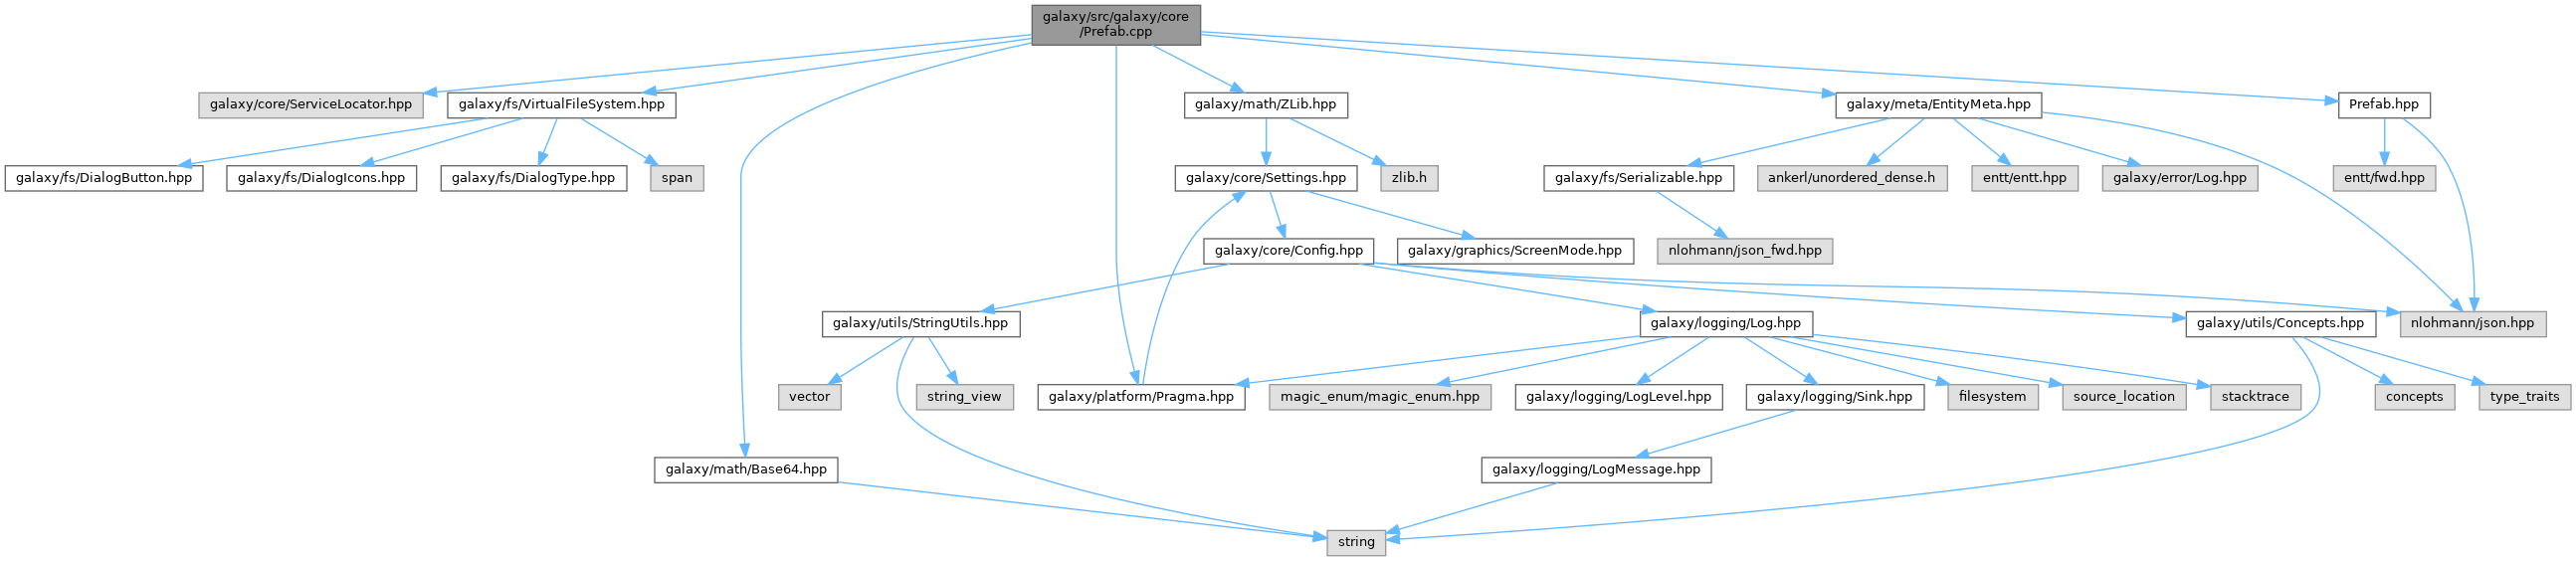 galaxy/src/galaxy/core
/Prefab.cpp
galaxy/core/ServiceLocator.hpp
galaxy/fs/VirtualFileSystem.hpp
galaxy/math/ZLib.hpp
galaxy/meta/EntityMeta.hpp
Prefab.hpp
galaxy/fs/DialogButton.hpp
galaxy/fs/DialogIcons.hpp
galaxy/fs/DialogType.hpp
span
galaxy/core/Settings.hpp
zlib.h
galaxy/fs/Serializable.hpp
ankerl/unordered_dense.h
entt/entt.hpp
galaxy/error/Log.hpp
entt/fwd.hpp
galaxy/core/Config.hpp
galaxy/graphics/ScreenMode.hpp
nlohmann/json_fwd.hpp
galaxy/utils/StringUtils.hpp
galaxy/logging/Log.hpp
galaxy/utils/Concepts.hpp
nlohmann/json.hpp
vector
string_view
galaxy/platform/Pragma.hpp
magic_enum/magic_enum.hpp
galaxy/logging/LogLevel.hpp
galaxy/logging/Sink.hpp
filesystem
source_location
stacktrace
concepts
type_traits
galaxy/math/Base64.hpp
galaxy/logging/LogMessage.hpp
string